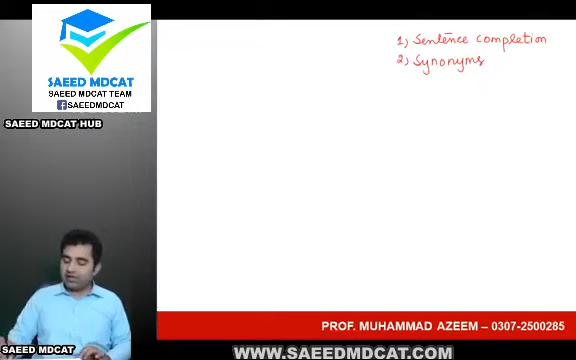 1) Sentence completion
2) Synonyms
SAEED MDCAT
SAEED MDCAT TEAM
f SAEEDMDCAT
SAEED MDCAT HUB
PROF. MUHAMMAD AZEEM – 0307-2500285
SAEED MDCAT
WWW.SAEEDMDCAT.COM